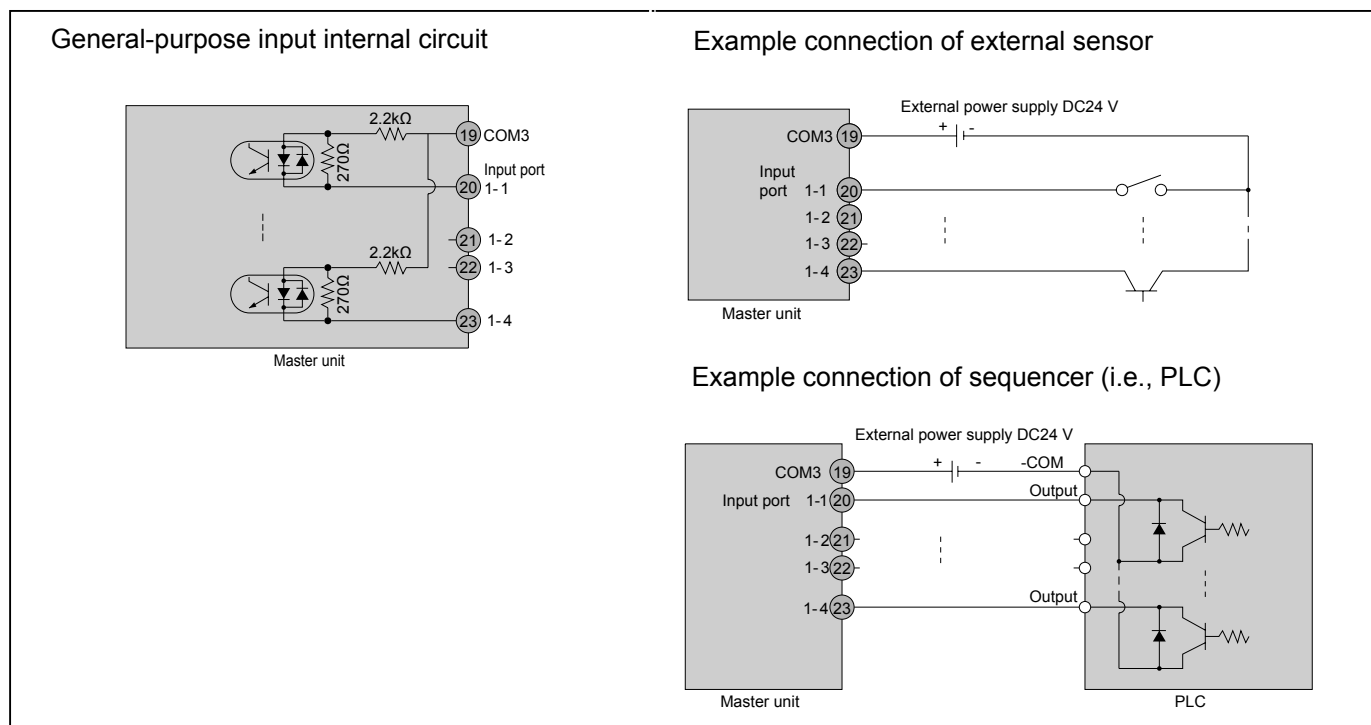 General-purpose input internal circuit
2.2kΩ
19 COM3
270Ω
Input port
20 1-1
21 1-2
2.2kΩ
22 1-3
270Ω
23 1-4
Master unit
Example connection of external sensor
External power supply DC24 V
COM3 19 + -
Input
port 1-1 20
1-2 21
1-3 22
1-4 23
Master unit
Example connection of sequencer (i.e., PLC)
External power supply DC24 V
COM3 19 + - -COM
Input port 1-1 20 Output
1-2 21
1-3 22
1-4 23 Output
Master unit
PLC